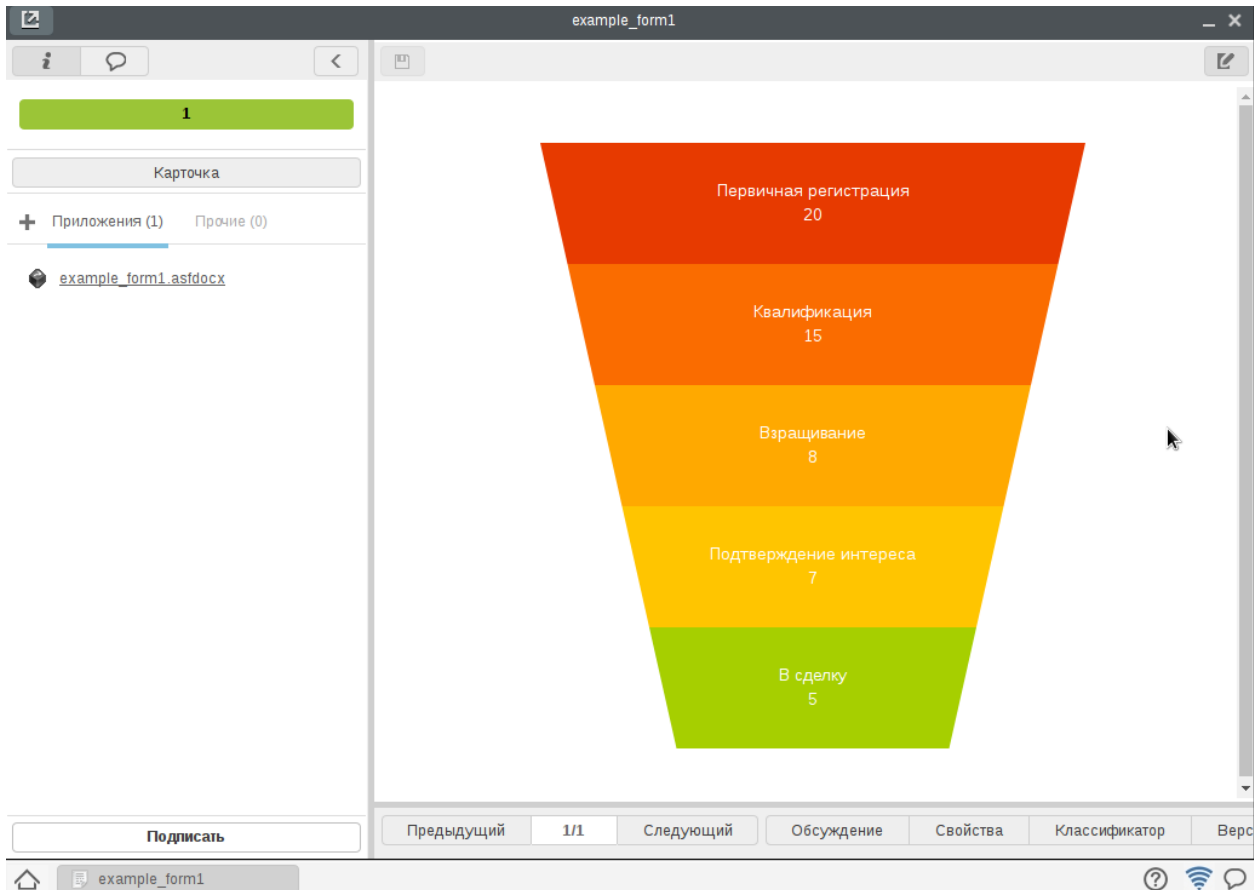 example_form1
1
Карточка
Приложения (1)
Прочие (0)
example_form1.asfdocx
Подписать
Первичная регистрация
20
Квалификация
15
Взращивание
8
Подтверждение интереса
7
В сделку
5
Предыдущий
1/1
Следующий
Обсуждение
Свойства
Классификатор
Верс
example_form1